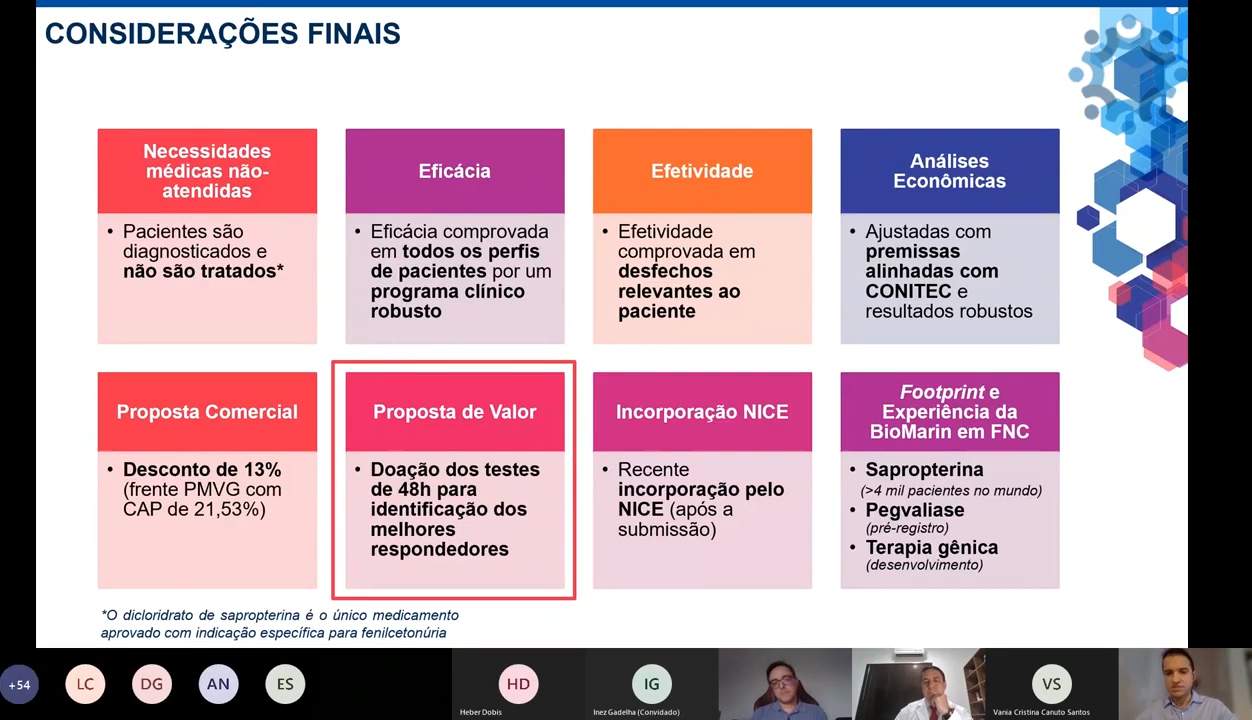 CONSIDERAÇÕES FINAIS
Necessidades
médicas não-
atendidas
• Pacientes são
diagnosticados e
não são tratados*
Eficácia
• Eficácia comprovada
em todos os perfis
de pacientes por um
programa clínico
robusto
Efetividade
• Efetividade
comprovada em
desfechos
relevantes ao
paciente
Análises
Econômicas
• Ajustadas com
premissas
alinhadas com
CONITEC e
resultados robustos
Proposta Comercial
• Desconto de 13%
(frente PMVG com
CAP de 21,53%)
Proposta de Valor
• Doação dos testes
de 48h para
identificação dos
melhores
respondedores
Incorporação NICE
• Recente
incorporação pelo
NICE (após a
submissão)
Footprint e
Experiência da
BioMarin em FNC
• Sapropterina
(>4 mil pacientes no mundo)
• Pegvaliase
(pré-registro)
• Terapia gênica
(desenvolvimento)
*O dicloridrato de sapropterina é o único medicamento
aprovado com indicação específica para fenilcetonúria
+54
LC
DG
AN
ES
HD
Heber Dobis
IG
Inez Gadelha (Convidado)
VS
Vania Cristina Canuto Santos